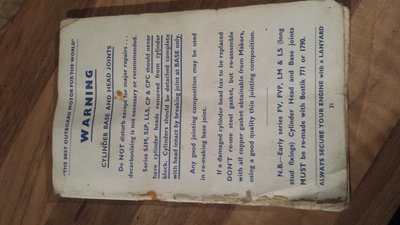 "THE BEST OUTBOARD MOTOR FOR THE WORLD"
WARNING
CYLINDER BASE AND HEAD JOINTS
Do NOT disturb except for major repairs . . .
decarbonising is not necessary or recommended.
Series SJM, SJP, LLS, CP & CPC should never
have cylinder heads removed from cylinder
block. Cylinders should be detached complete
with head intact by breaking joint at BASE only.
Any good jointing composition may be used
in re-making base joint.
If a damaged cylinder head has to be replaced
DON'T re-use steel gasket, but re-assemble
with all copper gasket obtainable from Makers,
using a good quality thin jointing composition.
N.B.—Early series FV, FVP, LM & LS (long
stud fixings) Cylinder Head and Base joints
MUST be re-made with Bostik 771 or 1790.
ALWAYS SECURE YOUR ENGINE with a LANYARD
31